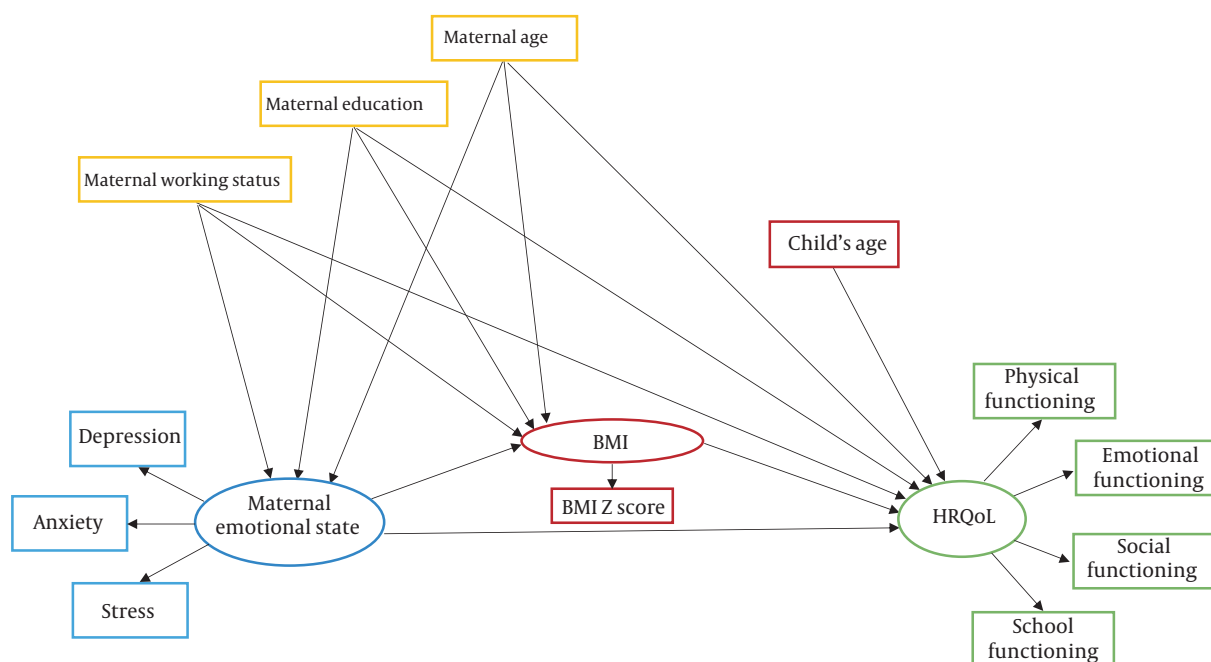 Maternal age
Maternal education
Maternal working status
Child's age
Physical
functioning
Depression
BMI
Emotional
functioning
Maternal
emotional state
BMI Z score
Anxiety
HRQoL
Social
functioning
Stress
School
functioning